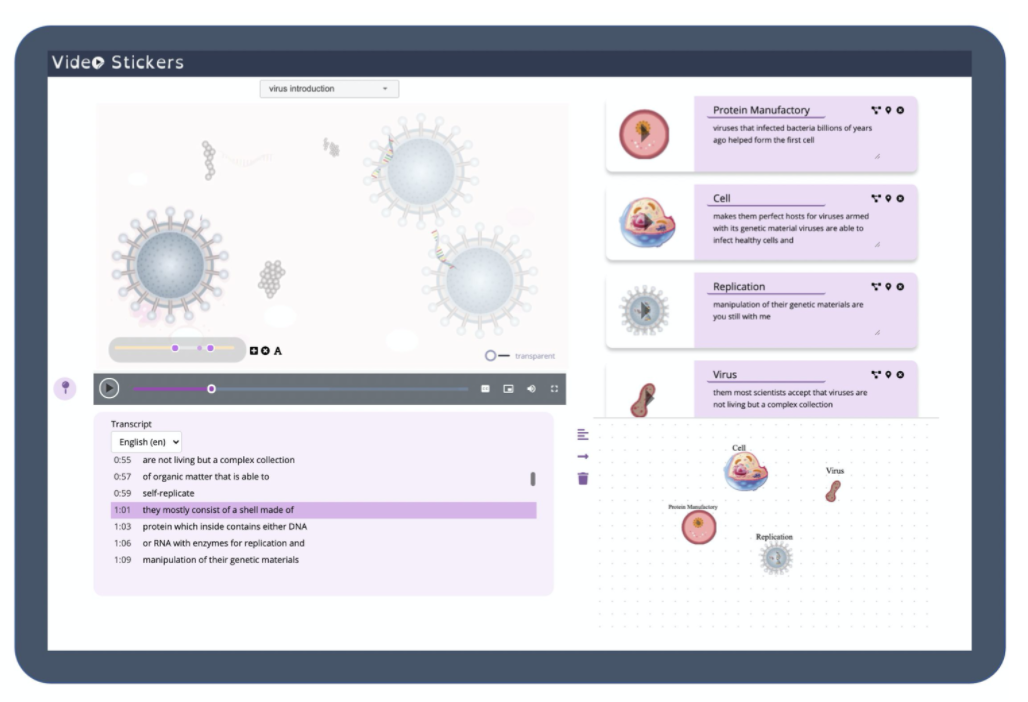 Video Stickers
virus introduction
transparent
Transcript
English (en)
0:55 are not living but a complex collection
0:57 of organic matter that is able to
0:59 self-replicate
1:01 they mostly consist of a shell made of
1:03 protein which inside contains either DNA
1:06 or RNA with enzymes for replication and
1:09 manipulation of their genetic materials
Protein Manufactory
viruses that infected bacteria billions of years
ago helped form the first cell
Cell
makes them perfect hosts for viruses armed
with its genetic material viruses are able to
infect healthy cells and
Replication
manipulation of their genetic materials are
you still with me
Virus
them most scientists accept that viruses are
not living but a complex collection
Cell
Virus
Protein Manufactory
Replication
A